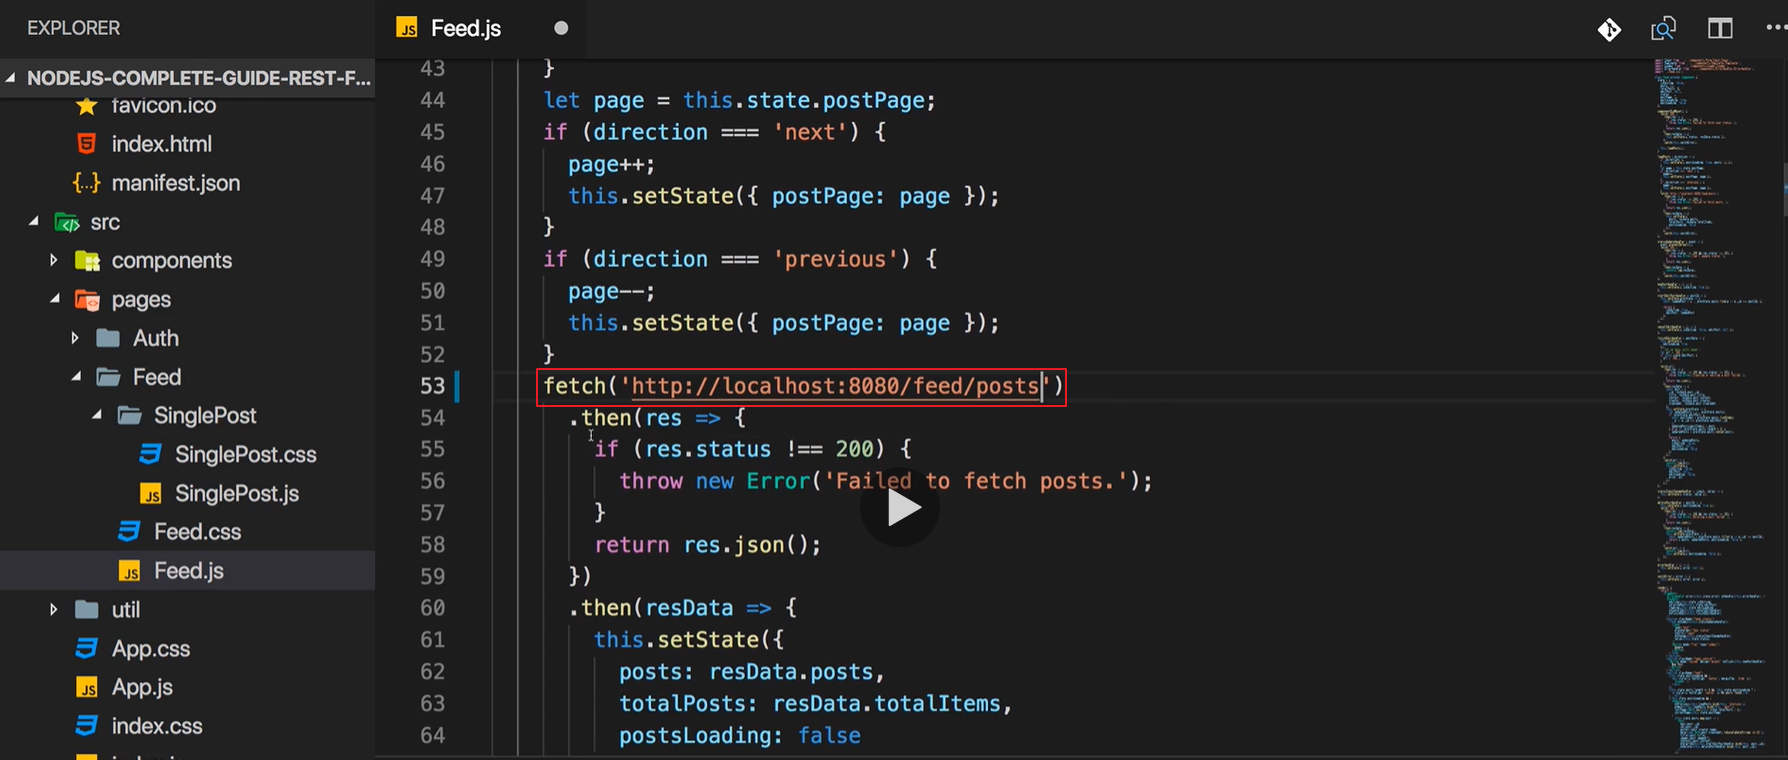 EXPLORER
NODEJS-COMPLETE-GUIDE-REST-F...
favicon.ico
index.html
manifest.json
src
components
pages
Auth
Feed
SinglePost
SinglePost.css
SinglePost.js
Feed.css
Feed.js
util
App.css
App.js
index.css
Feed.js
43 }
44 let page = this.state.postPage;
45 if (direction === 'next') {
46 page++;
47 this.setState({ postPage: page });
48 }
49 if (direction === 'previous') {
50 page--;
51 this.setState({ postPage: page });
52 }
53 fetch('http://localhost:8080/feed/posts')
54 .then(res => {
55 if (res.status !== 200) {
56 throw new Error('Failed to fetch posts.');
57 }
58 return res.json();
59 })
60 .then(resData => {
61 this.setState({
62 posts: resData.posts,
63 totalPosts: resData.totalItems,
64 postsLoading: false